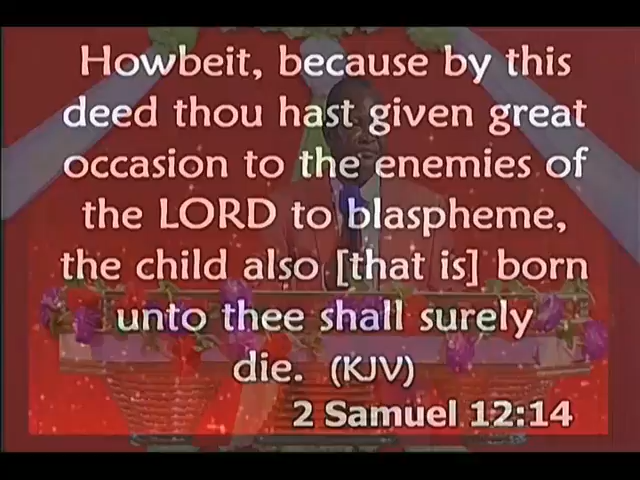 Howbeit, because by this
deed thou hast given great
occasion to the enemies of
the LORD to blaspheme,
the child also [that is] born
unto thee shall surely
die. (KJV)
2 Samuel 12:14